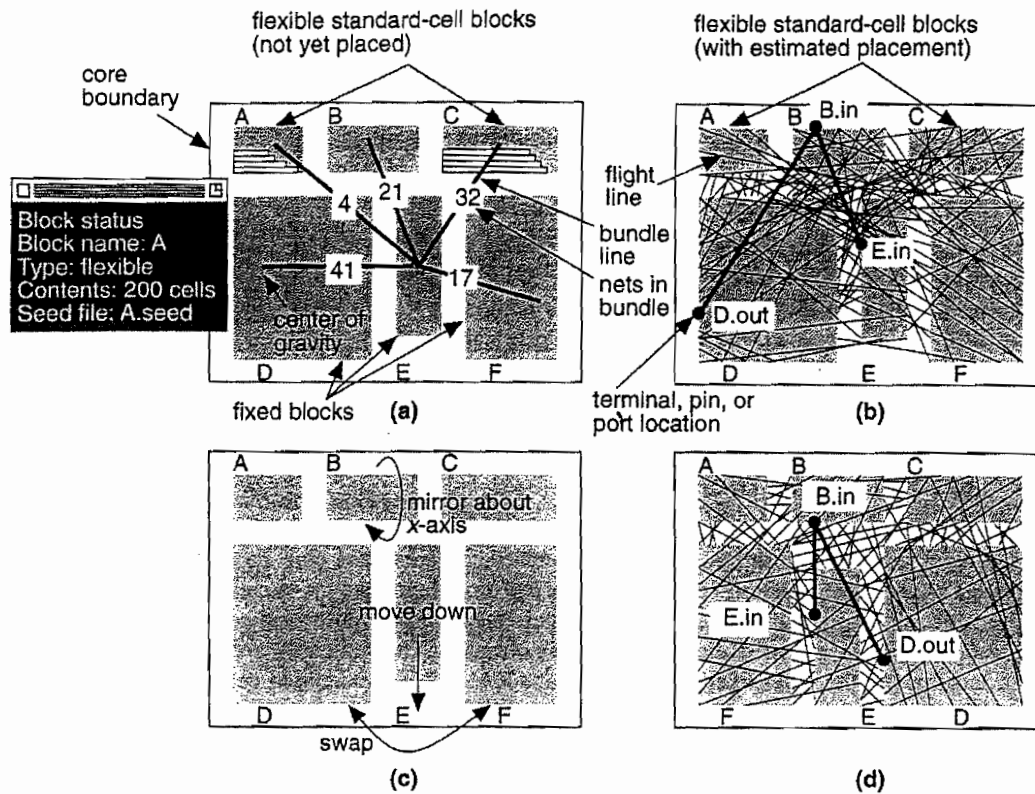 flexible standard-cell blocks
(not yet placed)
core
boundary
A
B
C
4
21
32
41
17
center of
gravity
D
E
F
fixed blocks
(a)
Block status
Block name: A
Type: flexible
Contents: 200 cells
Seed file: A.seed
bundle
line
nets in
bundle
flexible standard-cell blocks
(with estimated placement)
A
B
B.in
C
flight
line
E.in
D.out
D
E
F
terminal, pin, or
port location
(b)
A
B
C
mirror about
x-axis
move down
D
E
F
swap
(c)
A
B
C
B.in
E.in
D.out
F
E
D
(d)